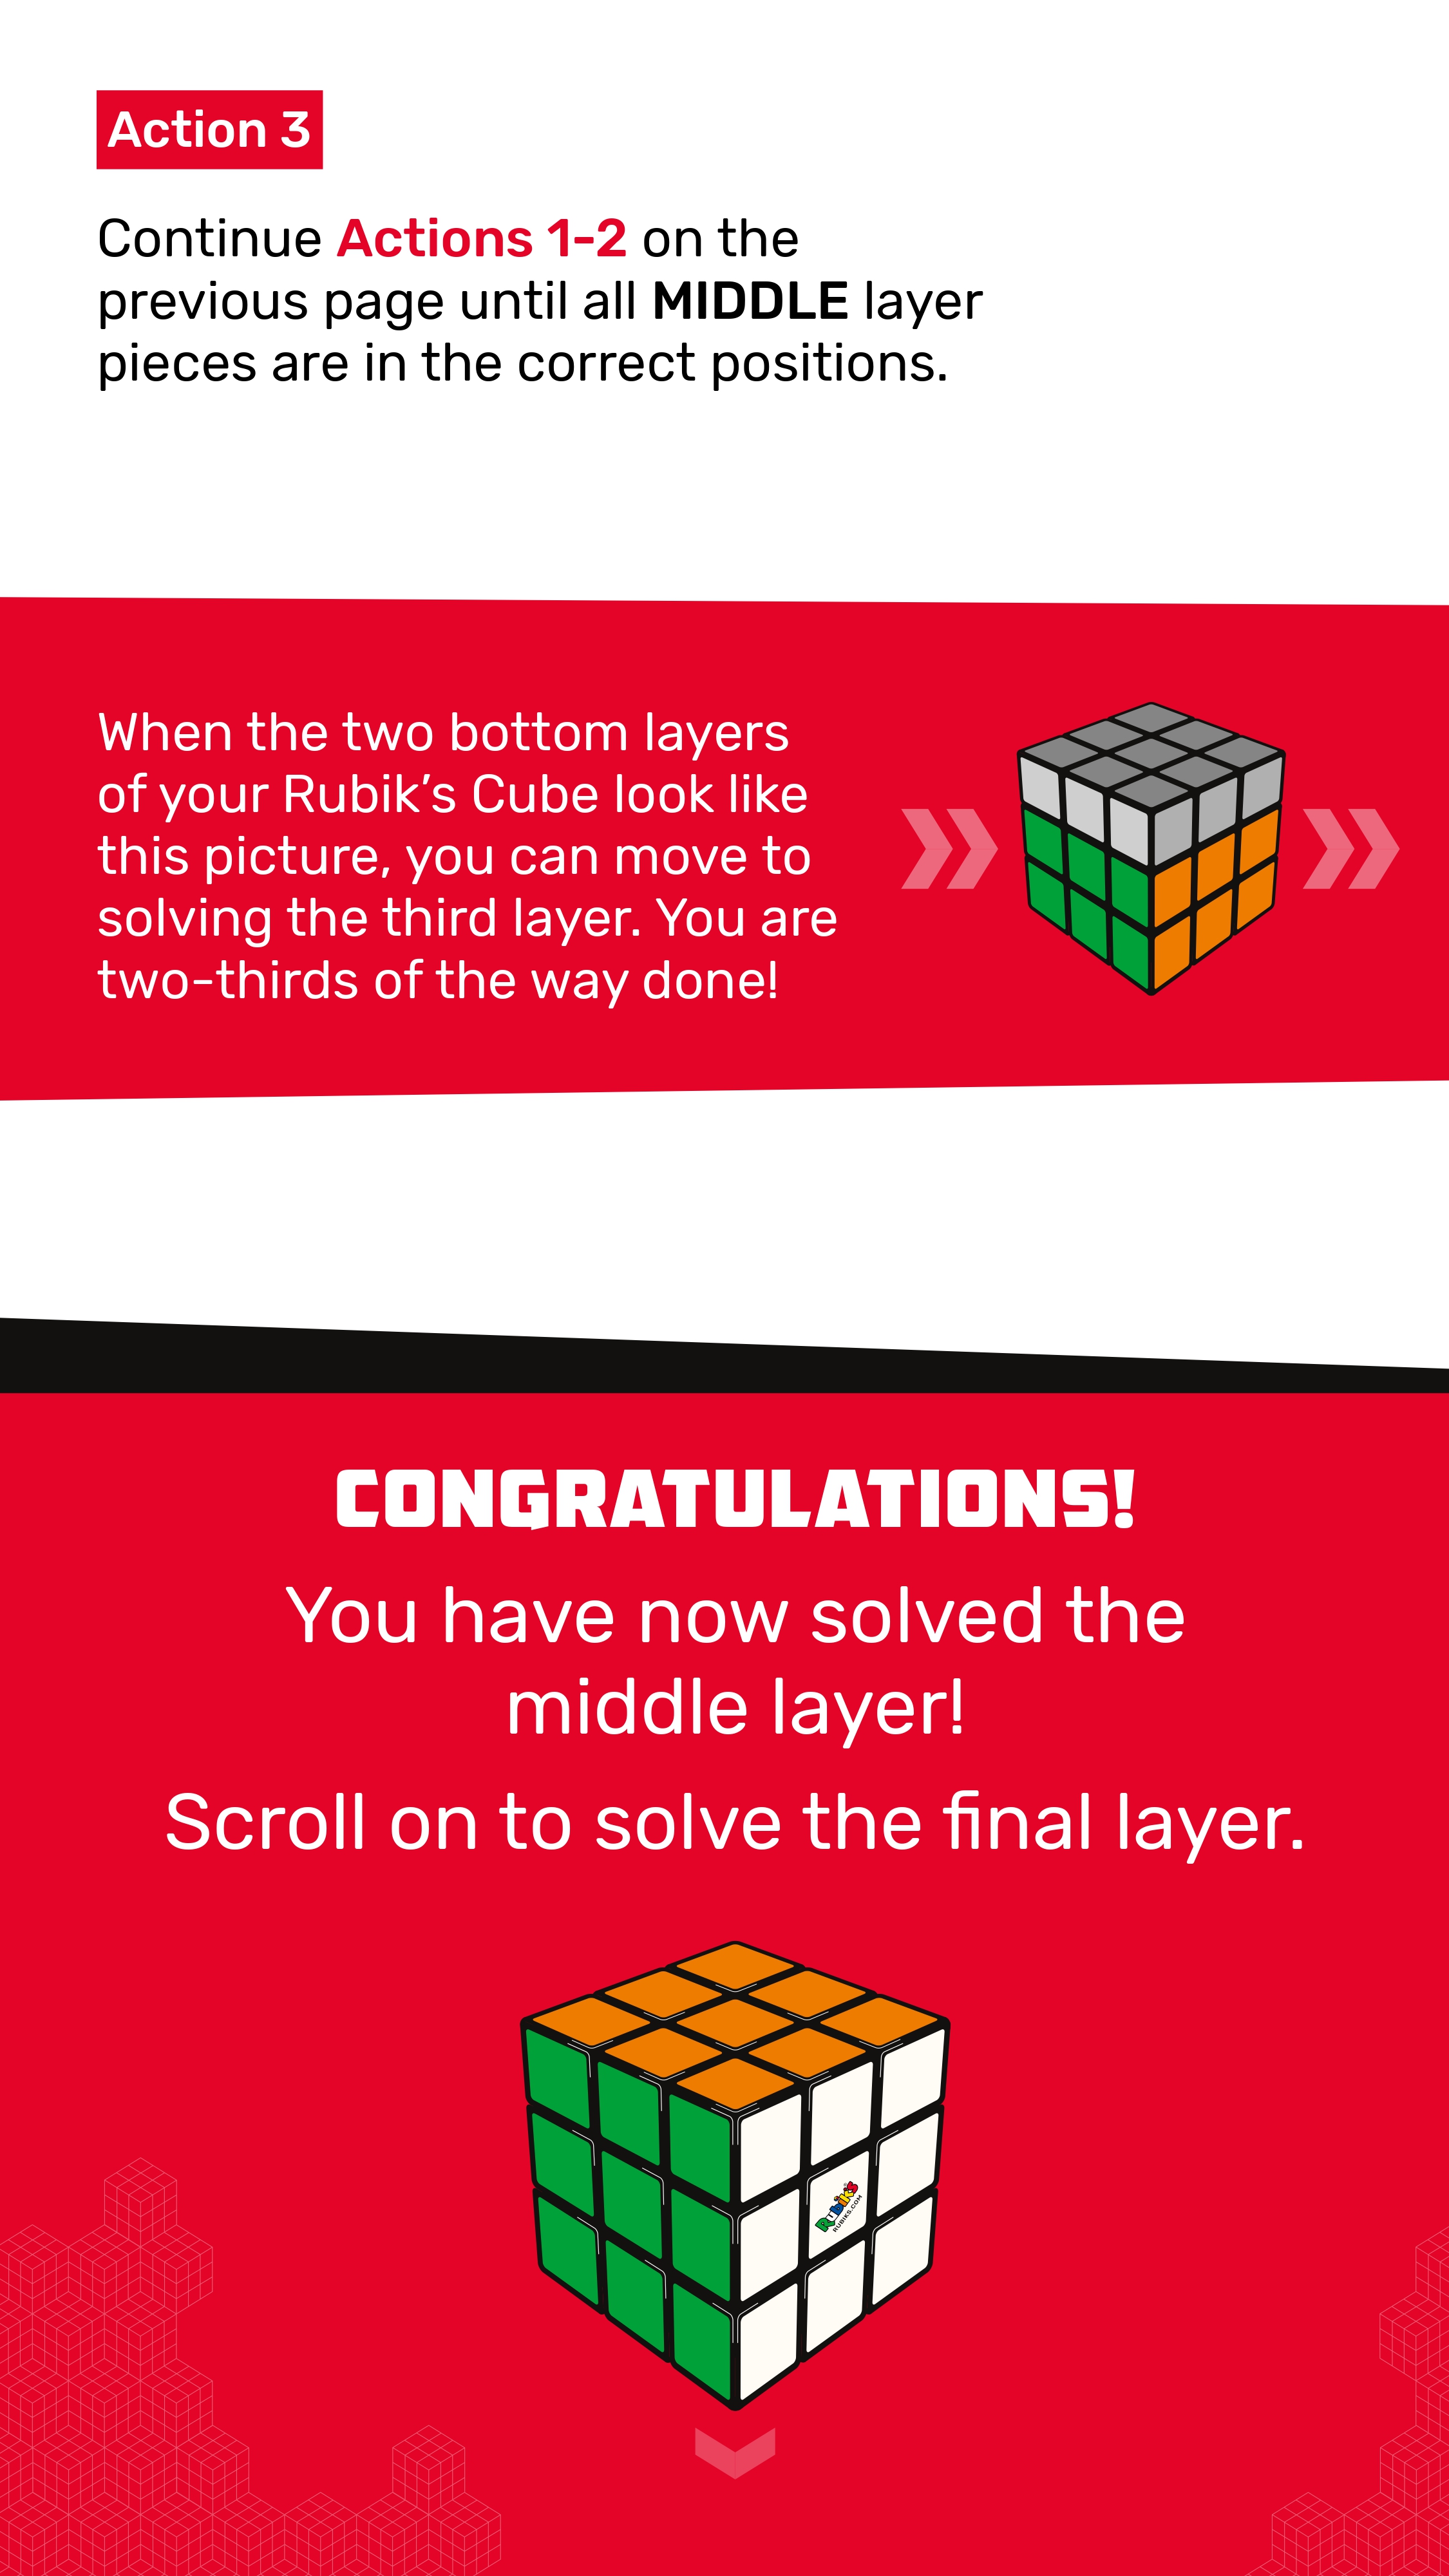 Action 3
Continue Actions 1-2 on the
previous page until all MIDDLE layer
pieces are in the correct positions.
When the two bottom layers
of your Rubik’s Cube look like
this picture, you can move to
solving the third layer. You are
two-thirds of the way done!
CONGRATULATIONS!
You have now solved the
middle layer!
Scroll on to solve the final layer.
Rubik's
RUBIKS.COM